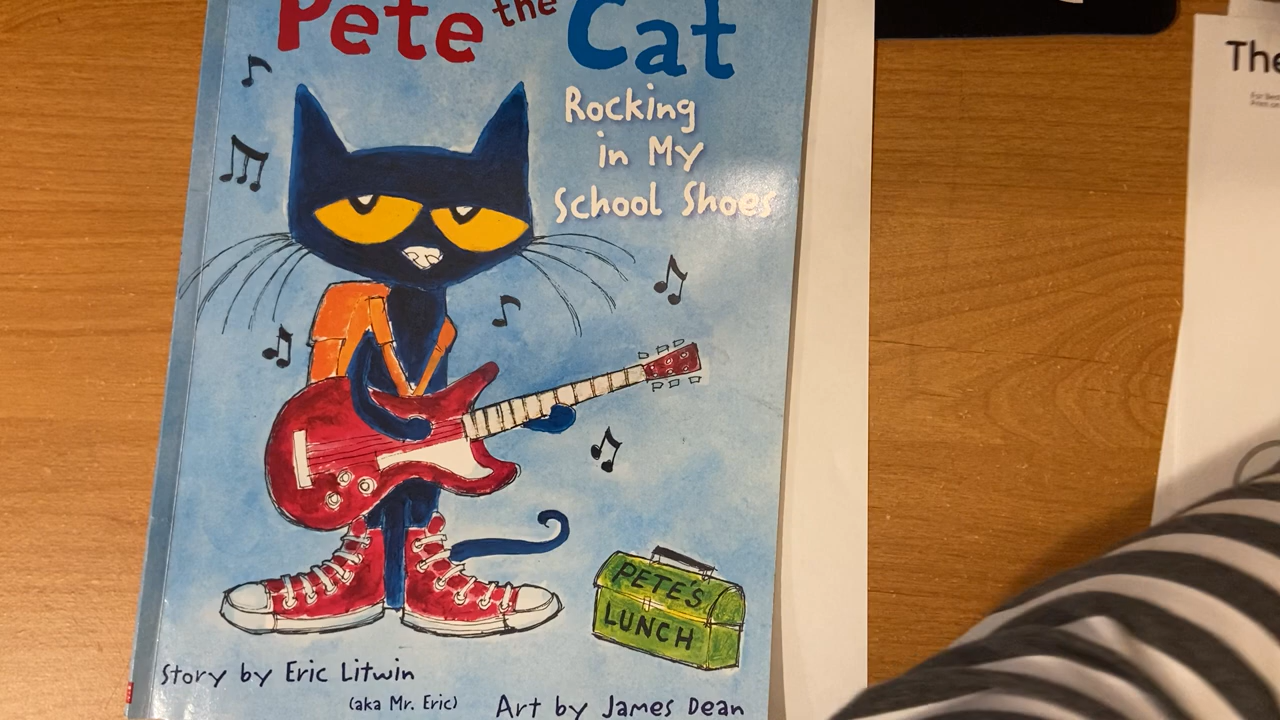 Pete the Cat
Rocking
in My
School Shoes
PETE'S
LUNCH
Story by Eric Litwin
(aka Mr. Eric)
Art by James Dean
The